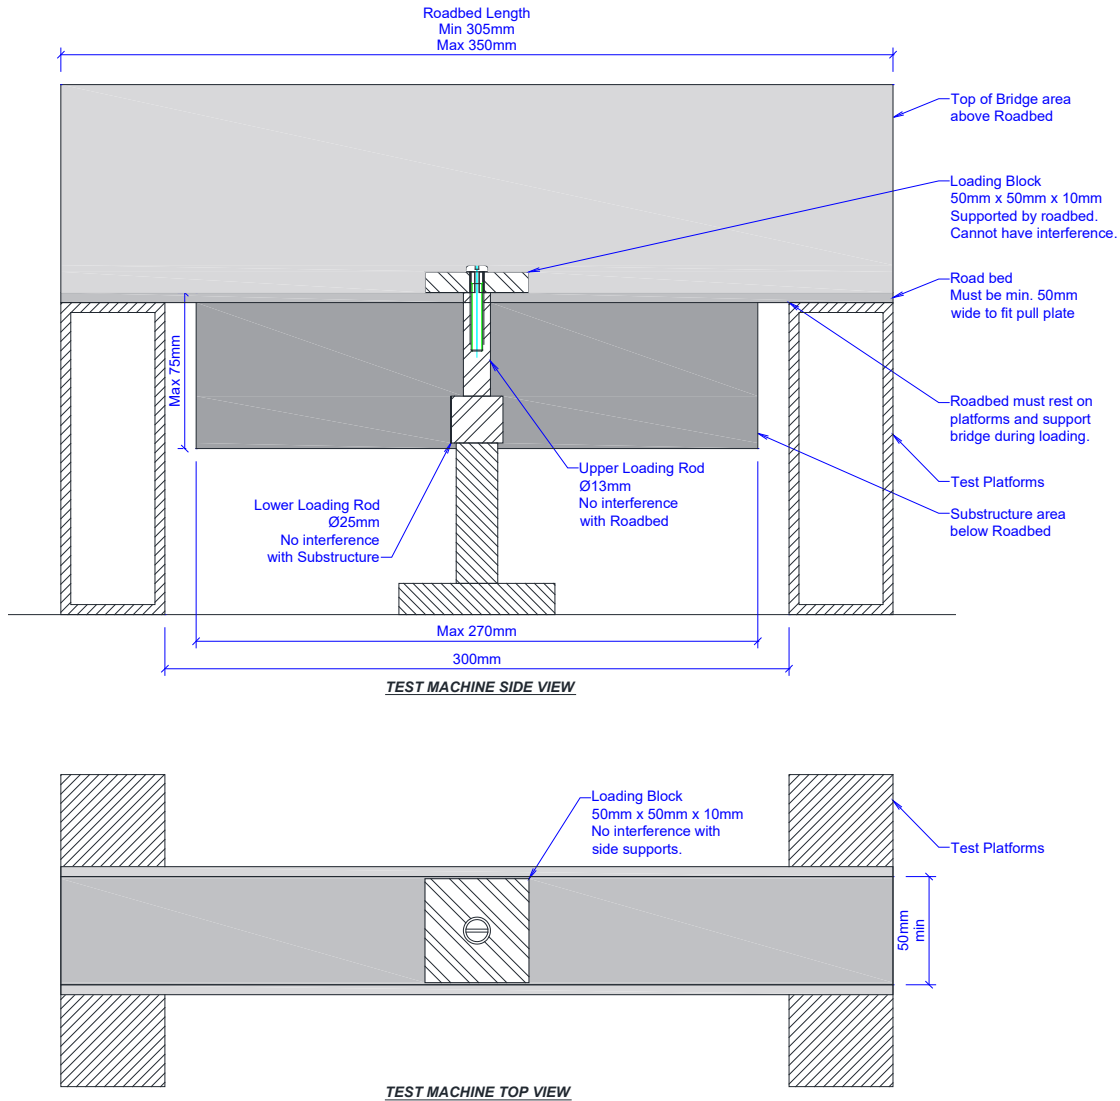 Roadbed Length
Min 305mm
Max 350mm
Top of Bridge area
above Roadbed
Loading Block
50mm x 50mm x 10mm
Supported by roadbed.
Cannot have interference.
Road bed
Must be min. 50mm
wide to fit pull plate
Max 75mm
Roadbed must rest on
platforms and support
bridge during loading.
Upper Loading Rod
Ø13mm
No interference
with Roadbed
Test Platforms
Lower Loading Rod
Ø25mm
No interference
with Substructure
Substructure area
below Roadbed
Max 270mm
300mm
TEST MACHINE SIDE VIEW
Loading Block
50mm x 50mm x 10mm
No interference with
side supports.
Test Platforms
50mm
min
TEST MACHINE TOP VIEW